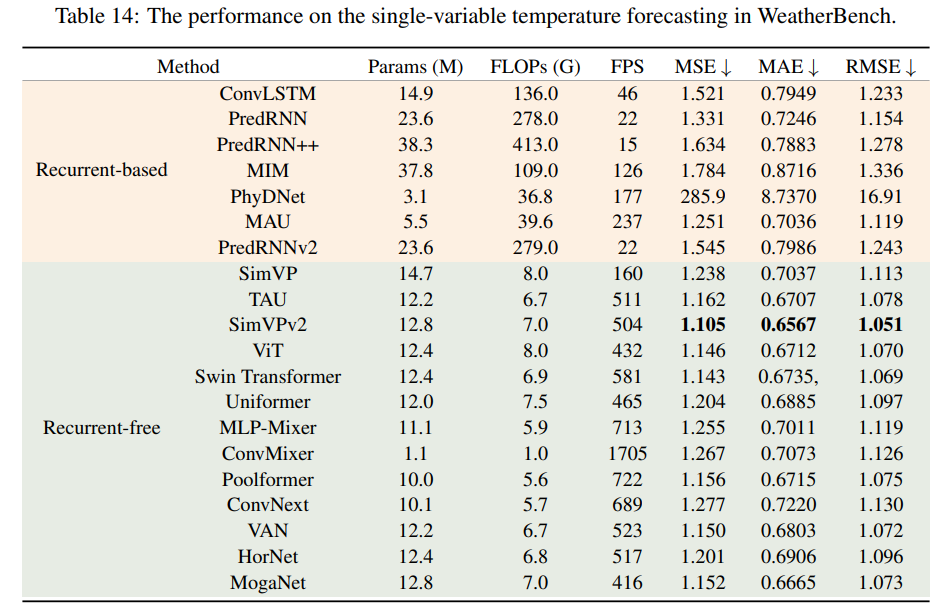 Table 14: The performance on the single-variable temperature forecasting in WeatherBench.
Method Params (M) FLOPs (G) FPS MSE ↓ MAE ↓ RMSE ↓
ConvLSTM 14.9 136.0 46 1.521 0.7949 1.233
PredRNN 23.6 278.0 22 1.331 0.7246 1.154
PredRNN++ 38.3 413.0 15 1.634 0.7883 1.278
Recurrent-based MIM 37.8 109.0 126 1.784 0.8716 1.336
PhyDNet 3.1 36.8 177 285.9 8.7370 16.91
MAU 5.5 39.6 237 1.251 0.7036 1.119
PredRNNv2 23.6 279.0 22 1.545 0.7986 1.243
SimVP 14.7 8.0 160 1.238 0.7037 1.113
TAU 12.2 6.7 511 1.162 0.6707 1.078
SimVPv2 12.8 7.0 504 1.105 0.6567 1.051
ViT 12.4 8.0 432 1.146 0.6712 1.070
Swin Transformer 12.4 6.9 581 1.143 0.6735, 1.069
Uniformer 12.0 7.5 465 1.204 0.6885 1.097
Recurrent-free MLP-Mixer 11.1 5.9 713 1.255 0.7011 1.119
ConvMixer 1.1 1.0 1705 1.267 0.7073 1.126
Poolformer 10.0 5.6 722 1.156 0.6715 1.075
ConvNext 10.1 5.7 689 1.277 0.7220 1.130
VAN 12.2 6.7 523 1.150 0.6803 1.072
HorNet 12.4 6.8 517 1.201 0.6906 1.096
MogaNet 12.8 7.0 416 1.152 0.6665 1.073